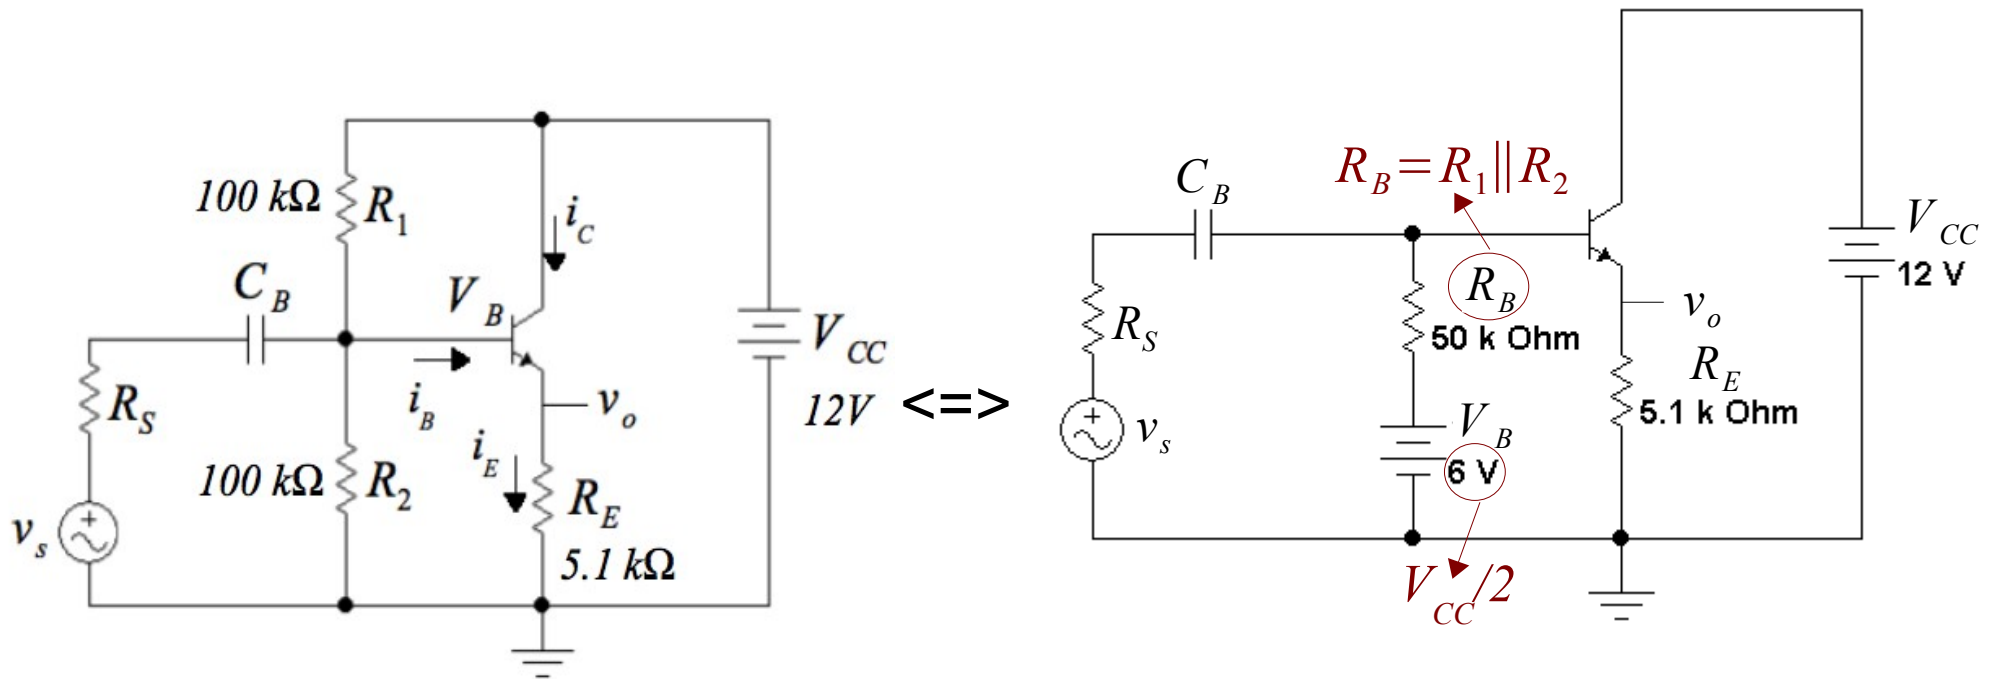 100 kΩ
R1
iC
CB
VB
VCC
12V
RS
iB
vo
iE
100 kΩ
R2
RE
5.1 kΩ
vs
+
<=>
RB=R1||R2
CB
RB
50 k Ohm
VCC
12 V
RS
vo
RE
5.1 k Ohm
+
vs
VB
6 V
VCC/2